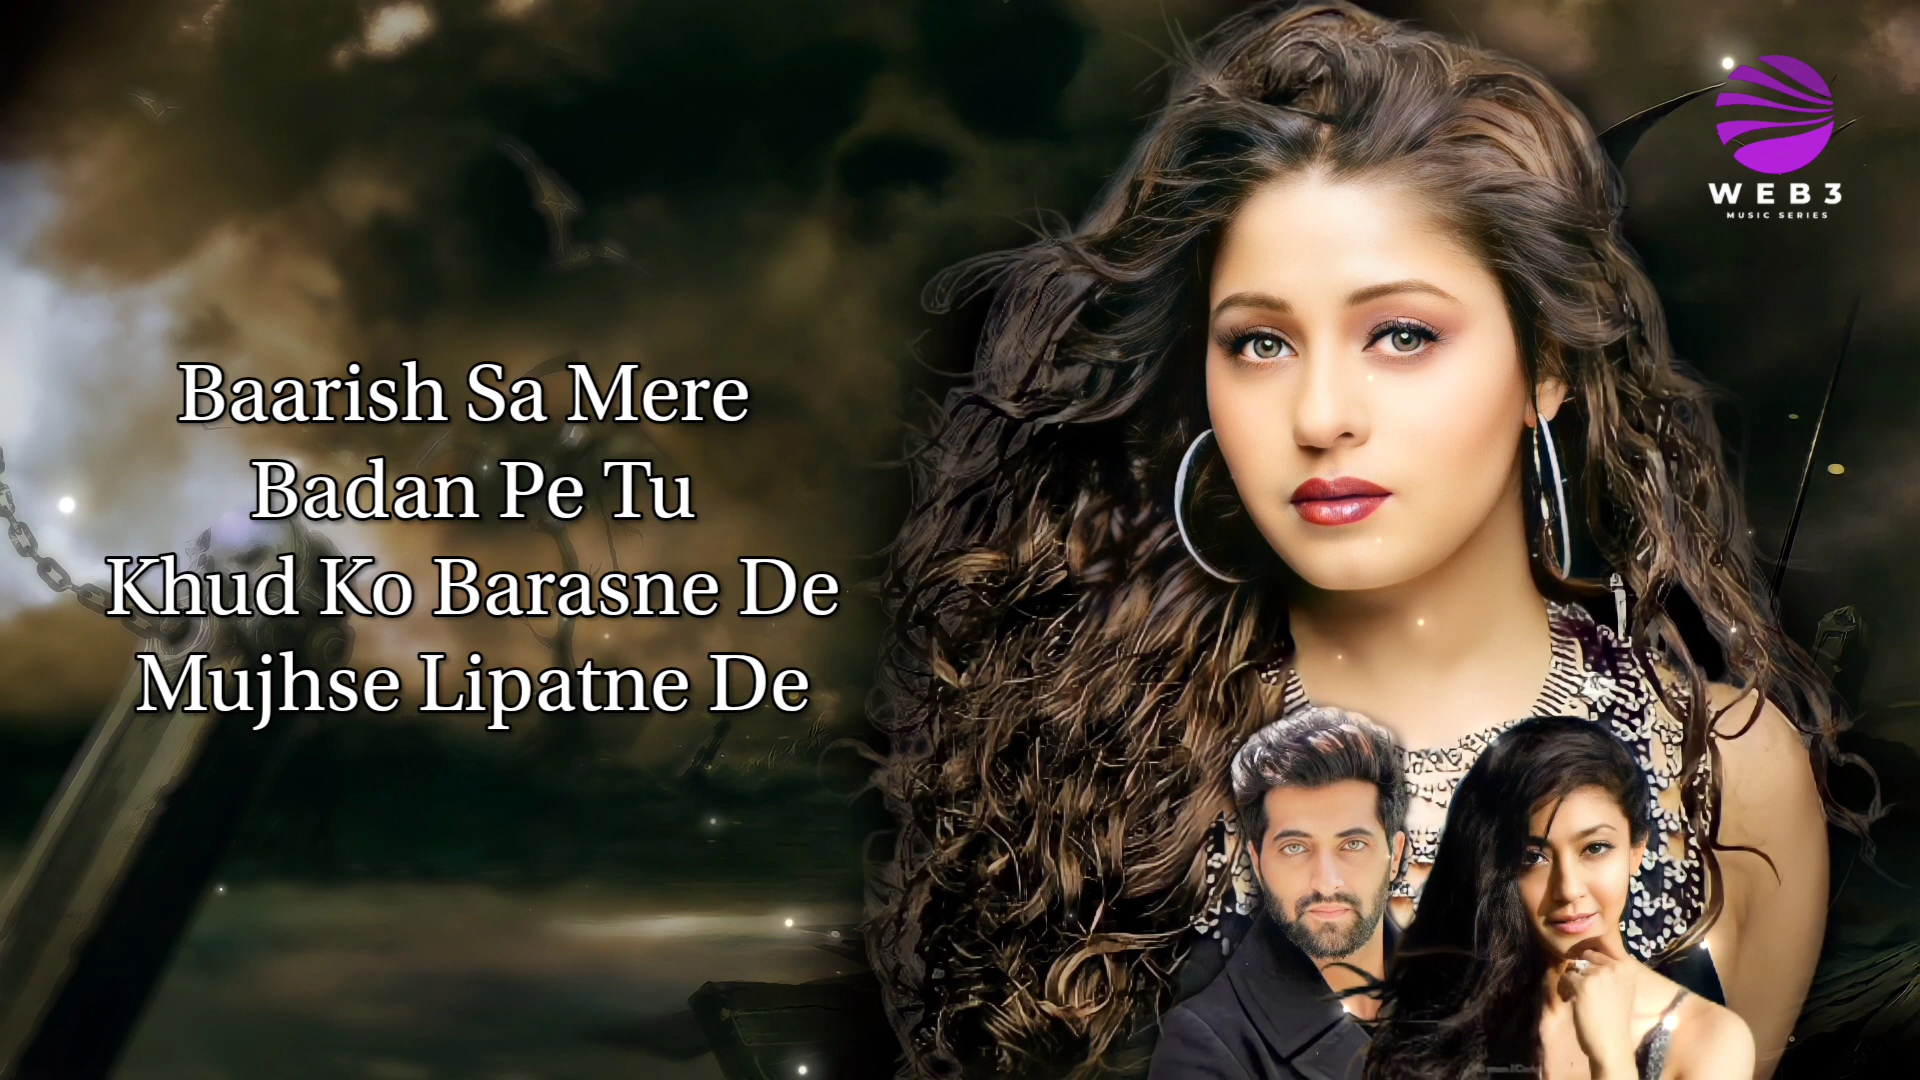 Baarish Sa Mere
Badan Pe Tu
Khud Ko Barasne De
Mujhse Lipatne De
WEB3
MUSIC SERIES